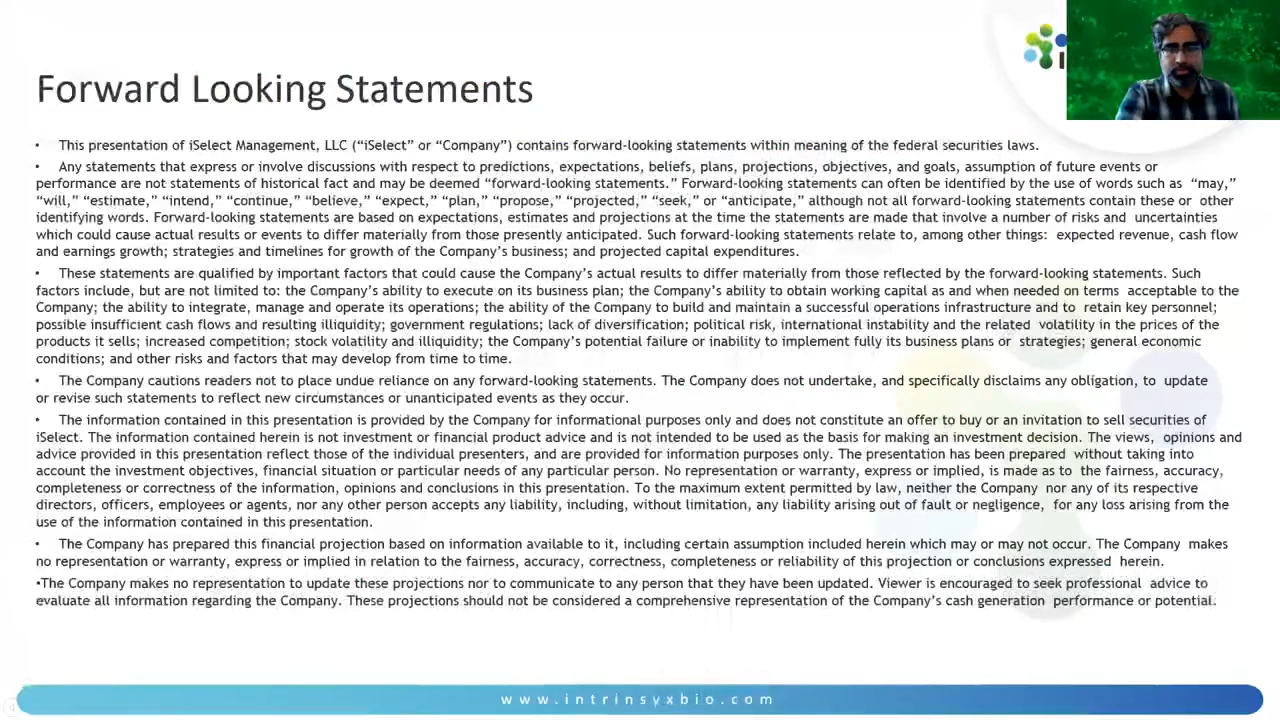 Forward Looking Statements
• This presentation of iSelect Management, LLC (“iSelect” or “Company”) contains forward-looking statements within meaning of the federal securities laws.
• Any statements that express or involve discussions with respect to predictions, expectations, beliefs, plans, projections, objectives, and goals, assumption of future events or
performance are not statements of historical fact and may be deemed “forward-looking statements.” Forward-looking statements can often be identified by the use of words such as “may,”
“will,” “estimate,” “intend,” “continue,” “believe,” “expect,” “plan,” “propose,” “projected,” “seek,” or “anticipate,” although not all forward-looking statements contain these or other
identifying words. Forward-looking statements are based on expectations, estimates and projections at the time the statements are made that involve a number of risks and uncertainties
which could cause actual results or events to differ materially from those presently anticipated. Such forward-looking statements relate to, among other things: expected revenue, cash flow
and earnings growth; strategies and timelines for growth of the Company’s business; and projected capital expenditures.
• These statements are qualified by important factors that could cause the Company’s actual results to differ materially from those reflected by the forward-looking statements. Such
factors include, but are not limited to: the Company’s ability to execute on its business plan; the Company’s ability to obtain working capital as and when needed on terms acceptable to the
Company; the ability to integrate, manage and operate its operations; the ability of the Company to build and maintain a successful operations infrastructure and to retain key personnel;
possible insufficient cash flows and resulting illiquidity; government regulations; lack of diversification; political risk, international instability and the related volatility in the prices of the
products it sells; increased competition; stock volatility and illiquidity; the Company’s potential failure or inability to implement fully its business plans or strategies; general economic
conditions; and other risks and factors that may develop from time to time.
• The Company cautions readers not to place undue reliance on any forward-looking statements. The Company does not undertake, and specifically disclaims any obligation, to update
or revise such statements to reflect new circumstances or unanticipated events as they occur.
• The information contained in this presentation is provided by the Company for informational purposes only and does not constitute an offer to buy or an invitation to sell securities of
iSelect. The information contained herein is not investment or financial product advice and is not intended to be used as the basis for making an investment decision. The views, opinions and
advice provided in this presentation reflect those of the individual presenters, and are provided for information purposes only. The presentation has been prepared without taking into
account the investment objectives, financial situation or particular needs of any particular person. No representation or warranty, express or implied, is made as to the fairness, accuracy,
completeness or correctness of the information, opinions and conclusions in this presentation. To the maximum extent permitted by law, neither the Company nor any of its respective
directors, officers, employees or agents, nor any other person accepts any liability, including, without limitation, any liability arising out of fault or negligence, for any loss arising from the
use of the information contained in this presentation.
• The Company has prepared this financial projection based on information available to it, including certain assumption included herein which may or may not occur. The Company makes
no representation or warranty, express or implied in relation to the fairness, accuracy, correctness, completeness or reliability of this projection or conclusions expressed herein.
•The Company makes no representation to update these projections nor to communicate to any person that they have been updated. Viewer is encouraged to seek professional advice to
evaluate all information regarding the Company. These projections should not be considered a comprehensive representation of the Company’s cash generation performance or potential.
www.intrinsyxbio.com